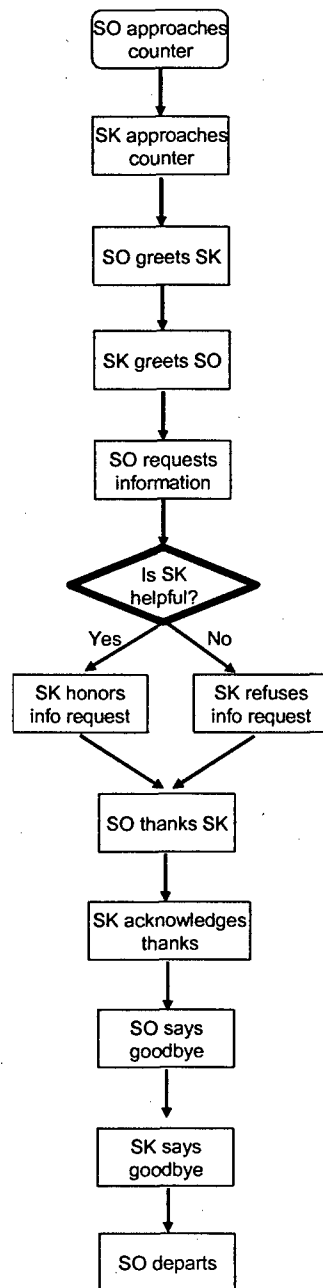 SO approaches
counter
SK approaches
counter
SO greets SK
SK greets SO
SO requests
information
Is SK
helpful?
Yes
No
SK honors
info request
SK refuses
info request
SO thanks SK
SK acknowledges
thanks
SO says
goodbye
SK says
goodbye
SO departs